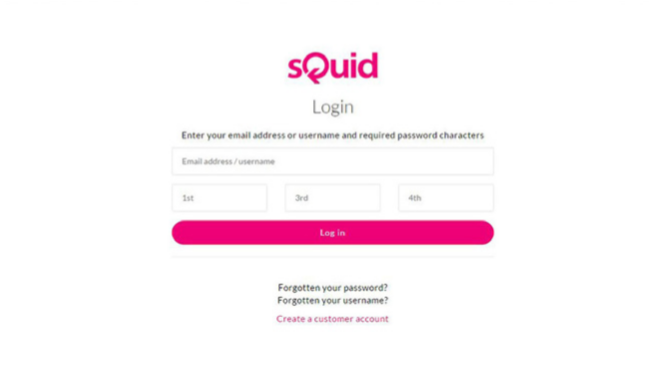 sQuid
Login
Enter your email address or username and required password characters
Email address / username
1st 3rd 4th
Log in
Forgotten your password?
Forgotten your username?
Create a customer account